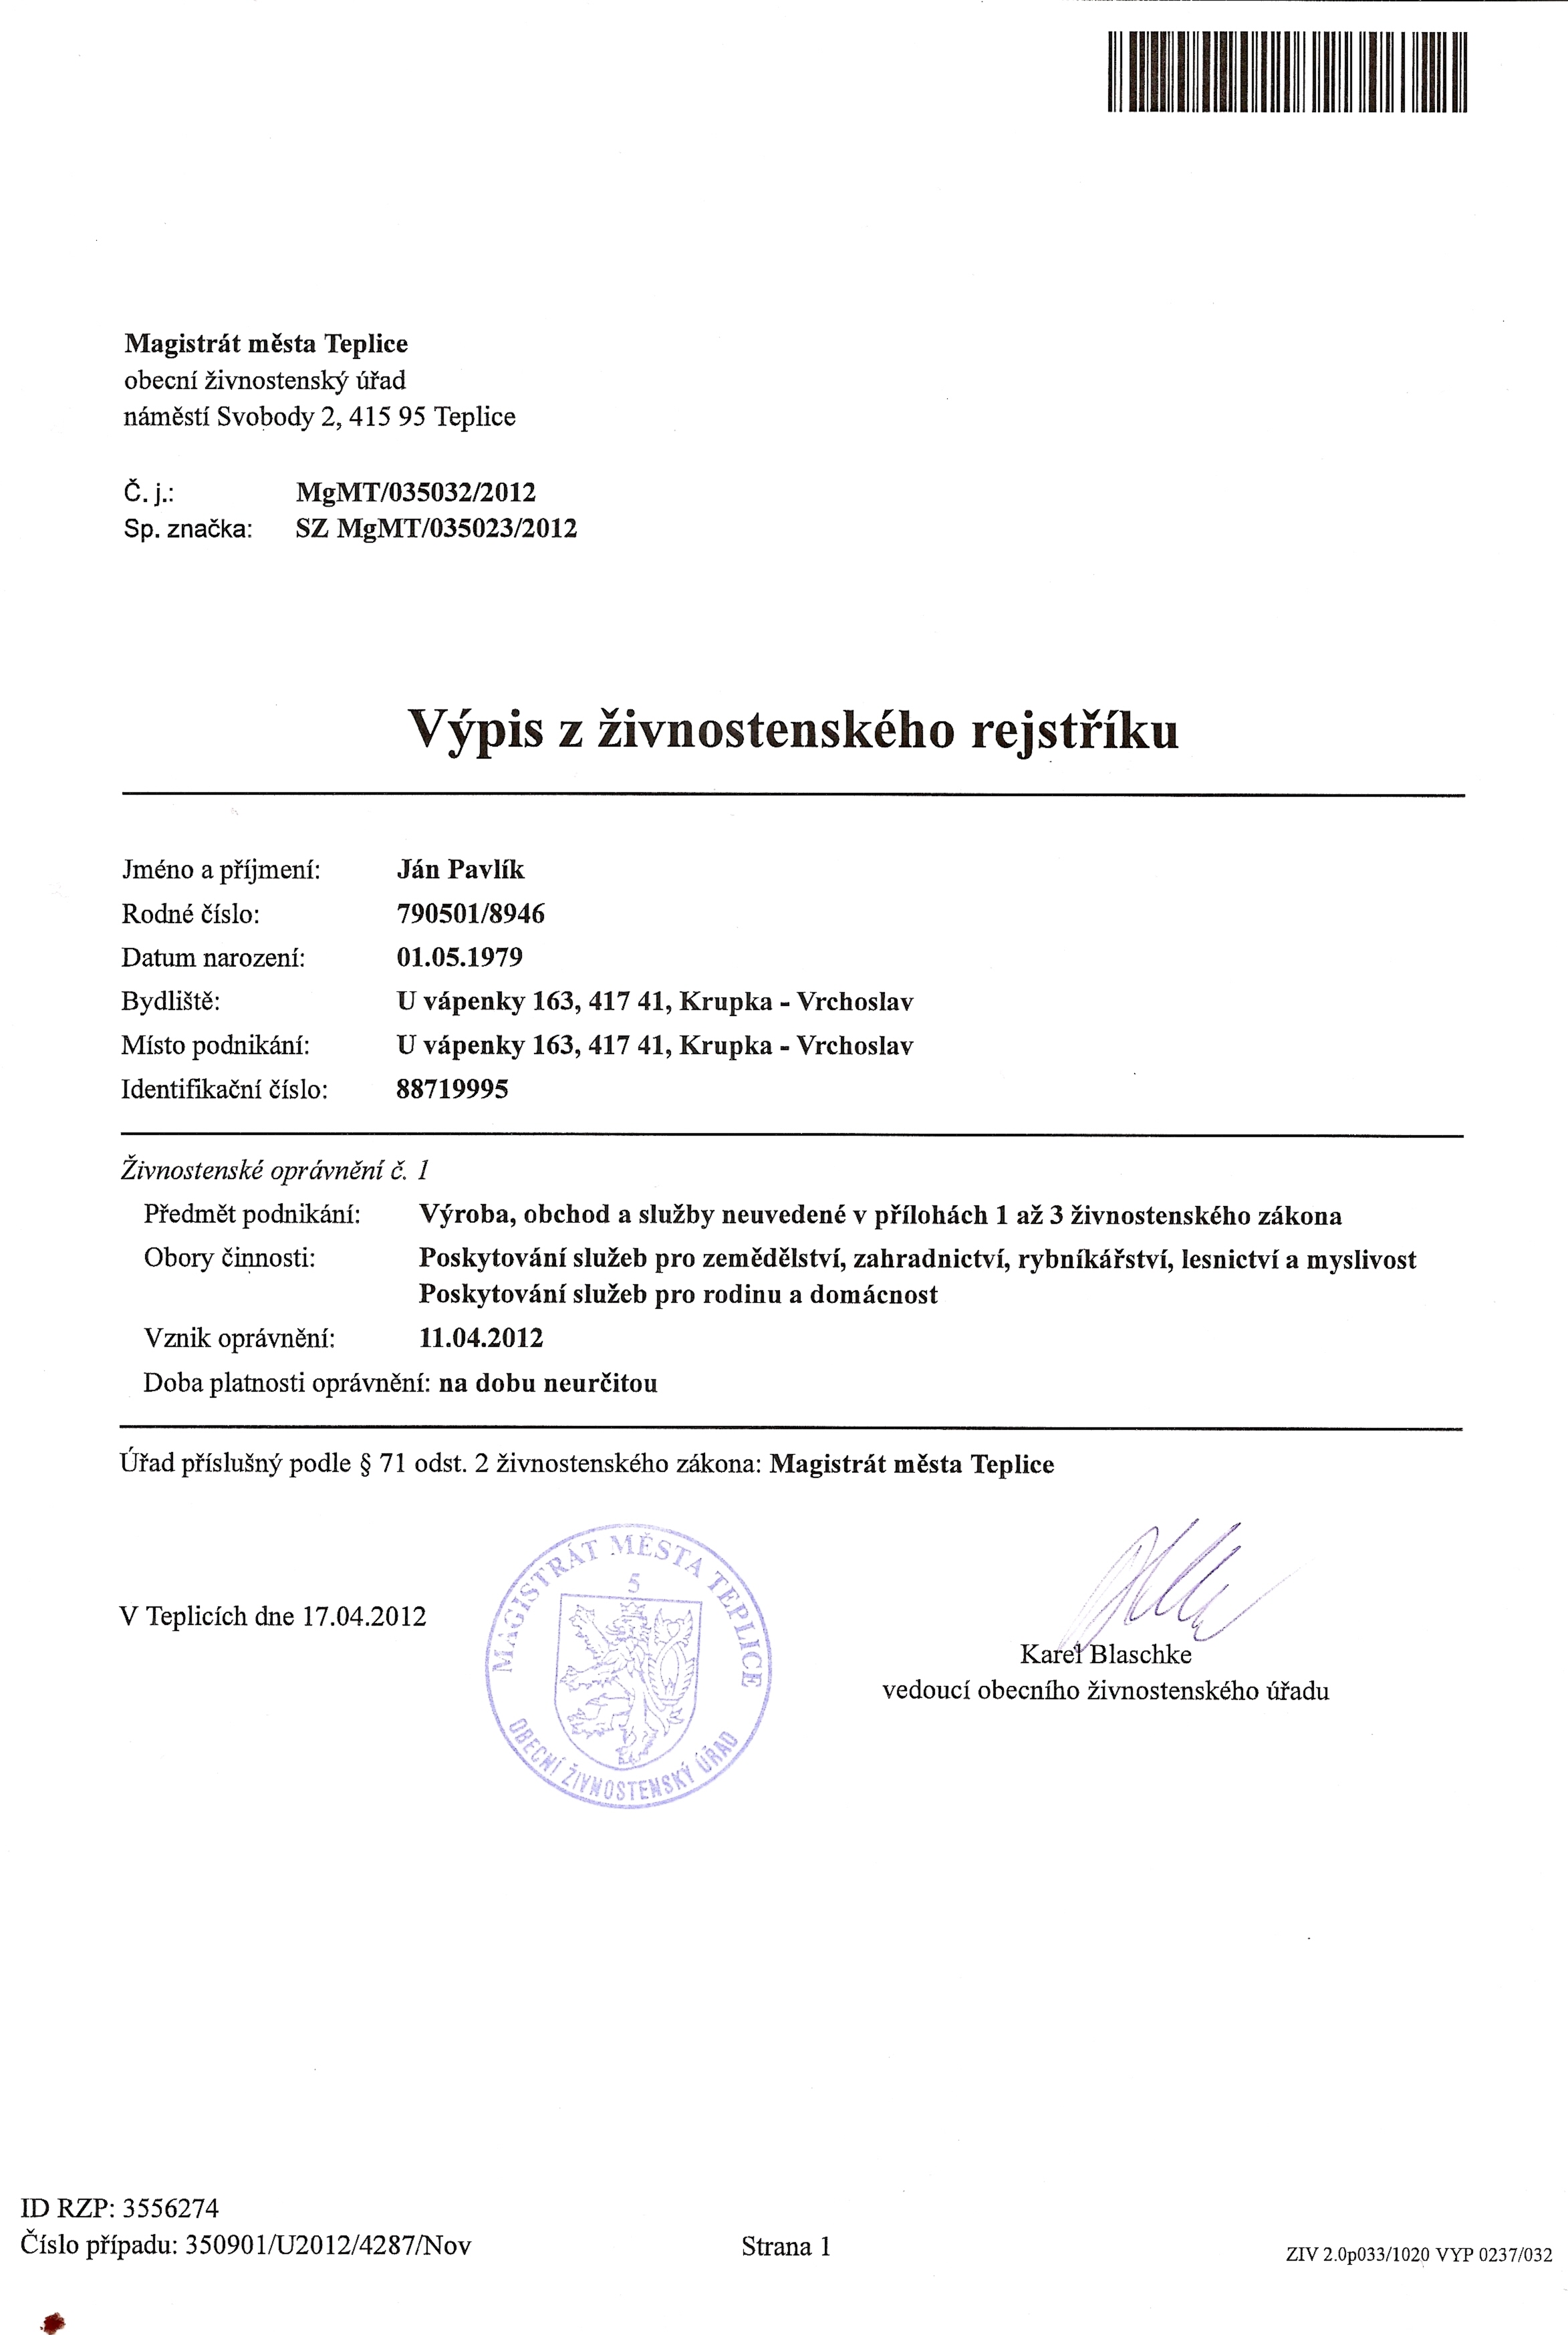 Magistrát města Teplice
obecní živnostenský úřad
náměstí Svobody 2, 415 95 Teplice
Č. j.: MgMT/035032/2012
Sp. značka: SZ MgMT/035023/2012
Výpis z živnostenského rejstříku
Jméno a příjmení: Ján Pavlík
Rodné číslo: 790501/8946
Datum narození: 01.05.1979
Bydliště: U vápenky 163, 417 41, Krupka - Vrchoslav
Místo podnikání: U vápenky 163, 417 41, Krupka - Vrchoslav
Identifikační číslo: 88719995
Živnostenské oprávnění č. 1
Předmět podnikání: Výroba, obchod a služby neuvedené v přílohách 1 až 3 živnostenského zákona
Obory činnosti: Poskytování služeb pro zemědělství, zahradnictví, rybníkářství, lesnictví a myslivost
Poskytování služeb pro rodinu a domácnost
Vznik oprávnění: 11.04.2012
Doba platnosti oprávnění: na dobu neurčitou
Úřad příslušný podle § 71 odst. 2 živnostenského zákona: Magistrát města Teplice
MAGISTRÁT MĚSTA TEPLICE
5
OBECNÍ ŽIVNOSTENSKÝ ÚŘAD
V Teplicích dne 17.04.2012
Karel Blaschke
vedoucí obecního živnostenského úřadu
ID RZP: 3556274
Číslo případu: 350901/U2012/4287/Nov
Strana 1
ZIV 2.0p033/1020 VYP 0237/032